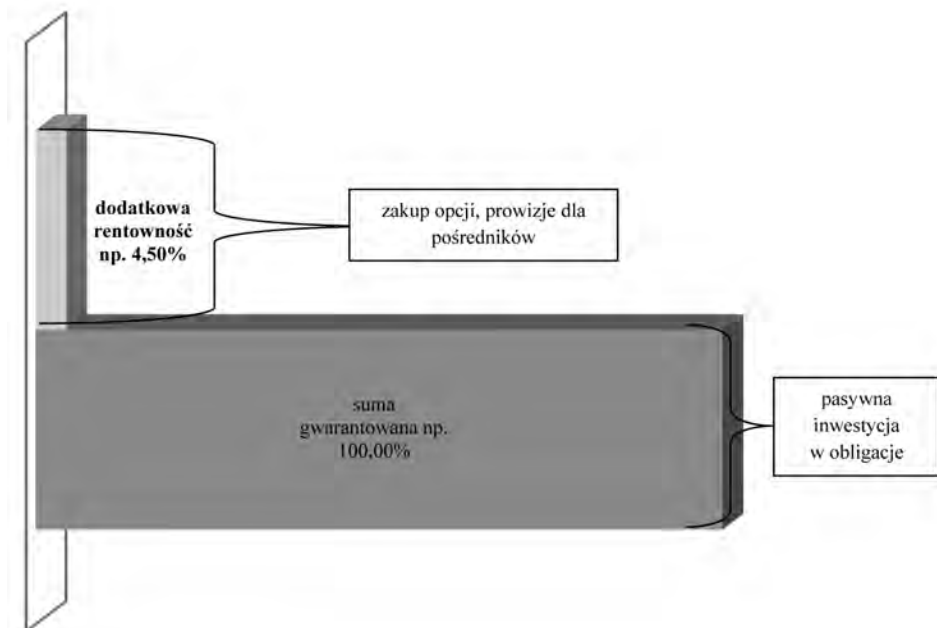 dodatkowa
rentowność
np. 4,50%
zakup opcji, prowizje dla
pośredników
suma
gwarantowana np.
100,00%
pasywna
inwestycja
w obligacje